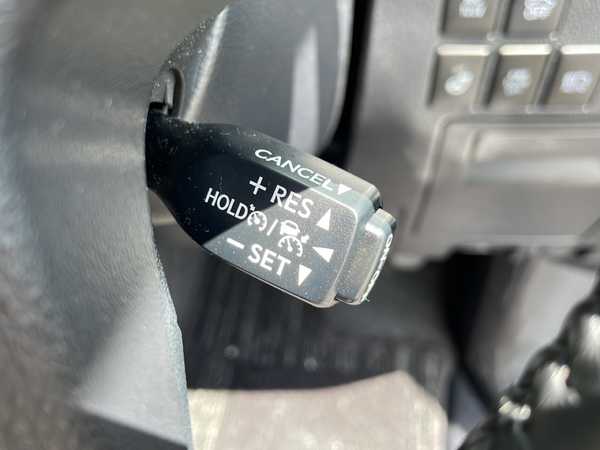 CANCEL
+ RES
HOLD /
- SET